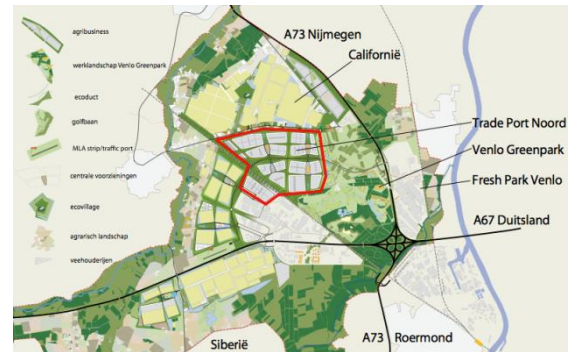 agribusiness
werklandschap Venlo Greenpark
ecoduct
golfbaan
MLA strip/traffic port
centrale voorzieningen
ecovillage
agrarisch landschap
veehouderijen
A73 Nijmegen
Californië
Trade Port Noord
Venlo Greenpark
Fresh Park Venlo
A67 Duitsland
Siberië
A73
Roermond